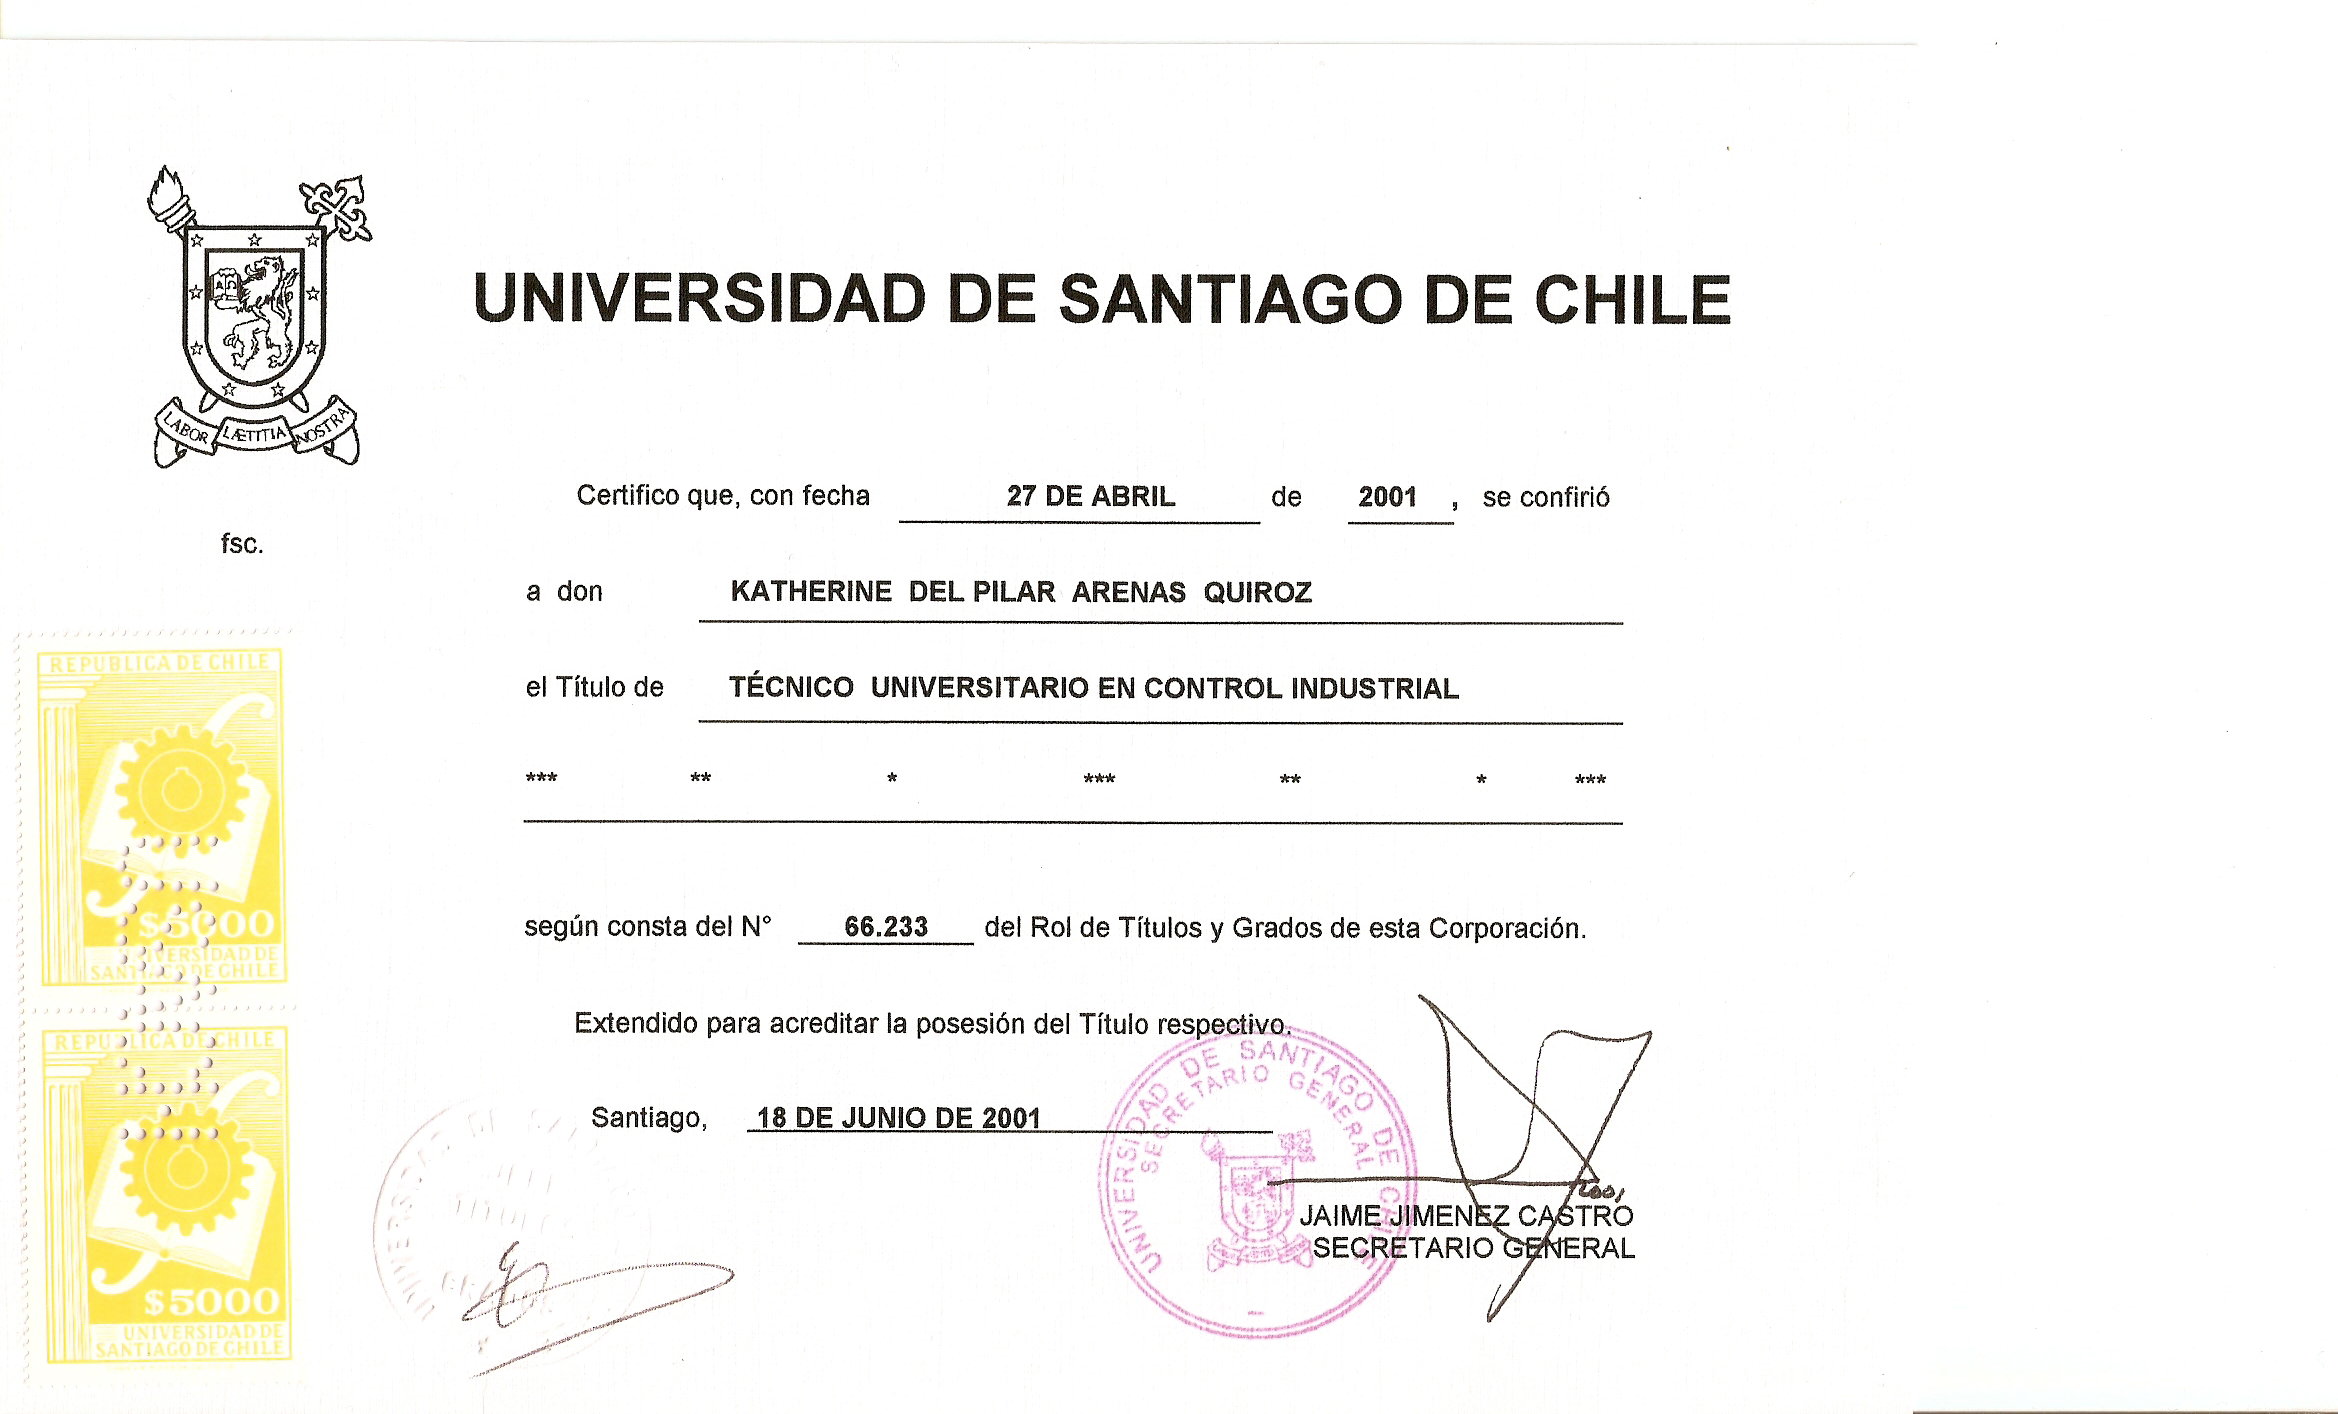 UNIVERSIDAD DE SANTIAGO DE CHILE
LABOR LÆTITIA NOSTRA
Certifico que, con fecha 27 DE ABRIL de 2001 , se confirió
fsc.
a don KATHERINE DEL PILAR ARENAS QUIROZ
el Título de TÉCNICO UNIVERSITARIO EN CONTROL INDUSTRIAL
*** ** * *** ** * ***
según consta del N° 66.233 del Rol de Títulos y Grados de esta Corporación.
Extendido para acreditar la posesión del Título respectivo.
Santiago, 18 DE JUNIO DE 2001
2001
JAIME JIMENEZ CASTRO
SECRETARIO GENERAL
UNIVERSIDAD DE SANTIAGO DE CHILE
SECRETARIO GENERAL
REPUBLICA DE CHILE
$5000
UNIVERSIDAD DE
SANTIAGO DE CHILE
REPUBLICA DE CHILE
$5000
UNIVERSIDAD DE
SANTIAGO DE CHILE